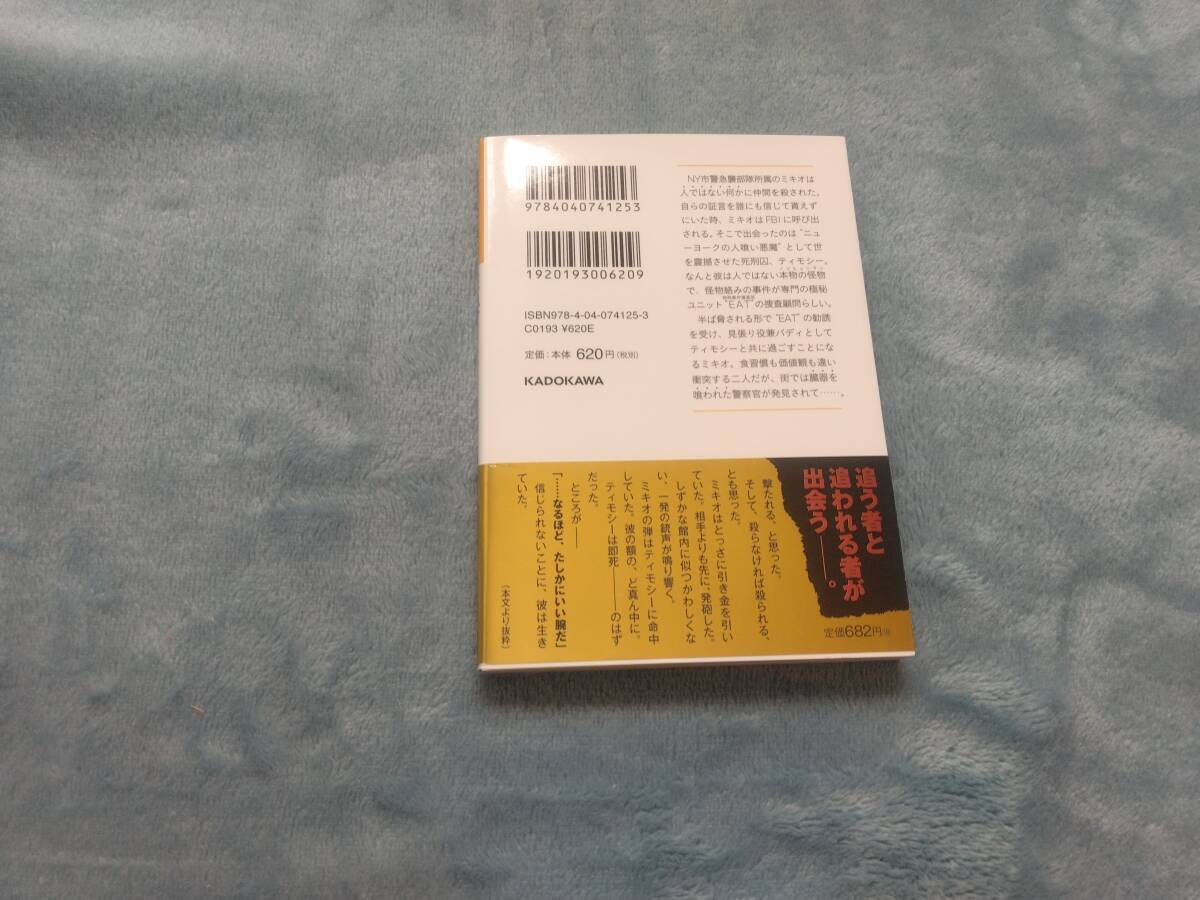 9784040741253
1920193006209
ISBN978-4-04-074125-3
C0193 ¥620E
定価:本体 620円(税別)
KADOKAWA
NY市警急襲部隊所属のミキオは
人ではない何かに仲間を殺された。
自らの証言を誰にも信じて貰えず
にいた時、ミキオはFBIに呼び出
される。そこで出会ったのは“ニュ
ーヨークの人喰い悪魔”として世
を震撼させた死刑囚、ティモシー。
なんと彼は人ではない本物の怪物
で、怪物絡みの事件が専門の極秘
ユニット“EAT”の捜査顧問らしい。
半ば脅される形で“EAT”の勧誘
を受け、見張り役兼バディとして
ティモシーと共に過ごすことにな
るミキオ。食習慣も価値観も違い
衝突する二人だが、街では臓器を
喰われた警察官が発見されて……。
追う者と
追われる者が
出会う――。
定価682円
撃たれる、と思った。
そして、殺らなければ殺られる、
とも思った。
ミキオはとっさに引き金を引い
ていた。相手よりも先に、発砲した。
しずかな館内に似つかわしくな
い、一発の銃声が鳴り響く。
ミキオの弾はティモシーに命中
していた。彼の額の、ど真ん中に。
ティモシーは即死――のはず
だった。
ところが――
「……なるほど、たしかにいい腕だ」
信じられないことに、彼は生き
ていた。
(本文より抜粋)